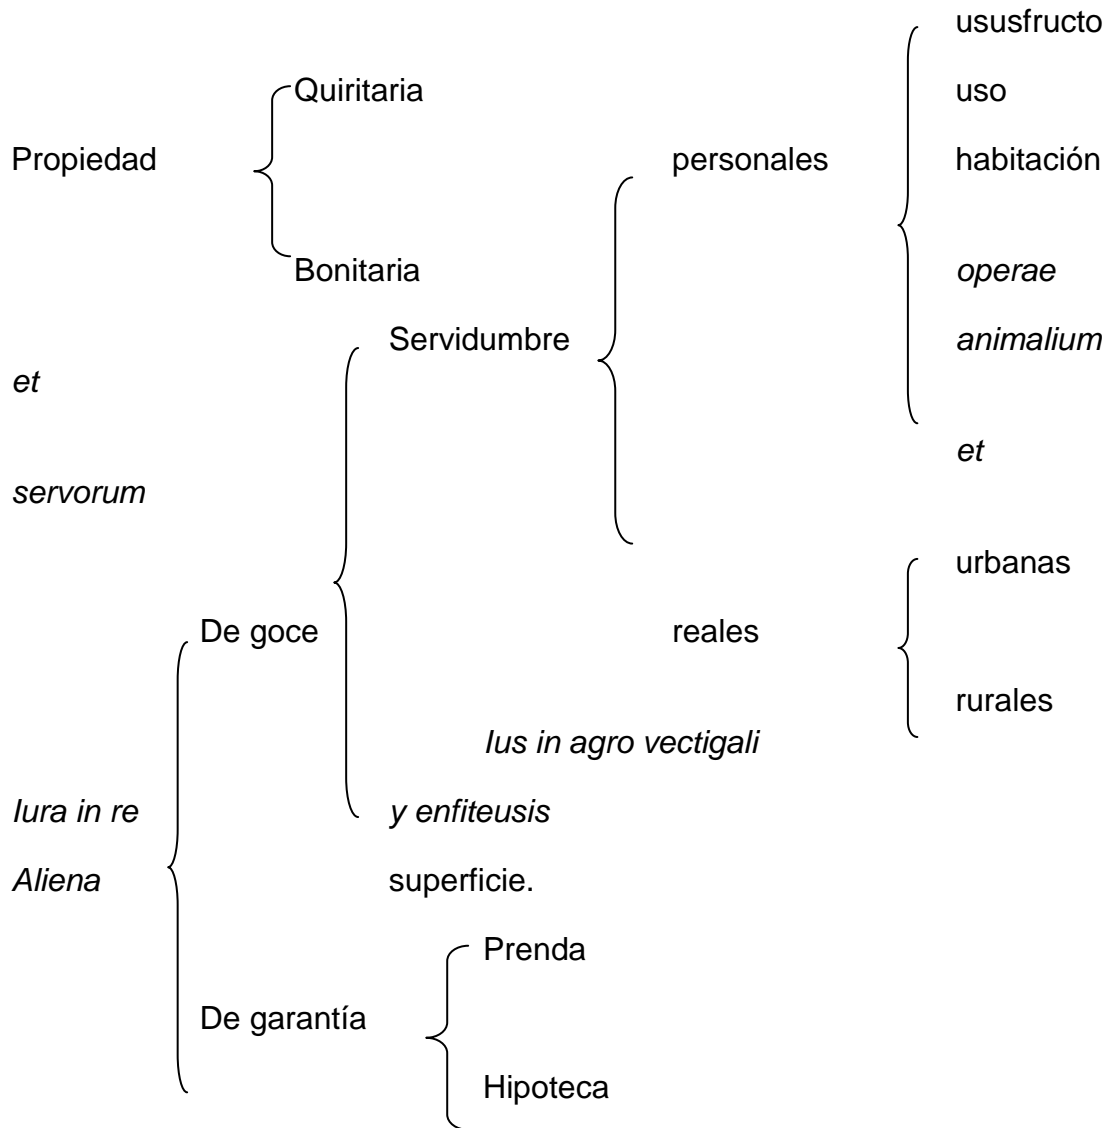 ususfructo
Quiritaria uso
Propiedad personales habitación
Bonitaria operae
Servidumbre animalium
et
et
servorum
urbanas
De goce reales
rurales
Ius in agro vectigali
Iura in re y enfiteusis
Aliena superficie.
Prenda
De garantía
Hipoteca